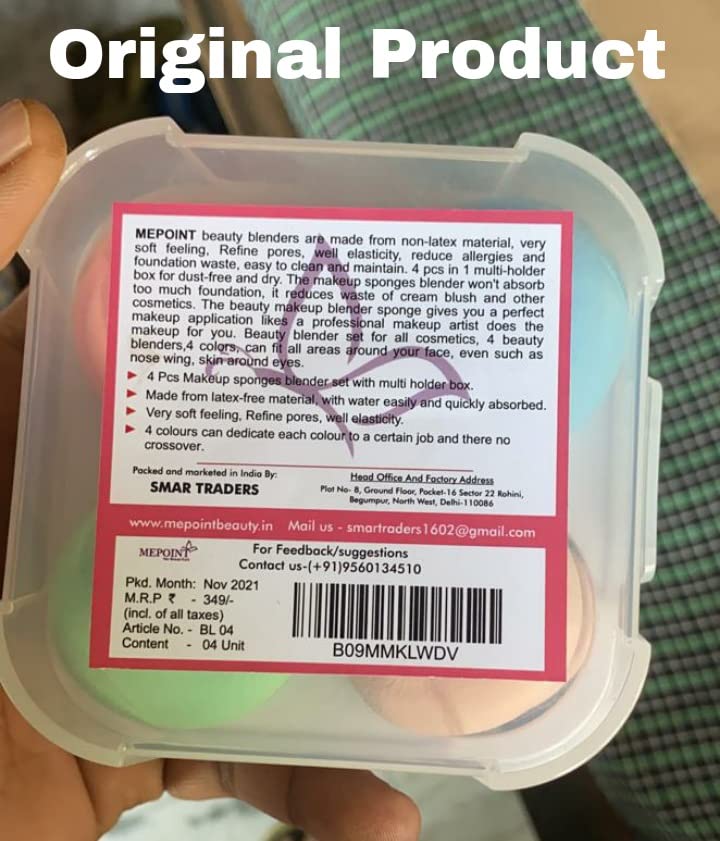 Original Product
MEPOINT beauty blenders are made from non-latex material, very
soft feeling, Refine pores, well elasticity, reduce allergies and
foundation waste, easy to clean and maintain. 4 pcs in 1 multi-holder
box for dust-free and dry. The makeup sponges blender won't absorb
too much foundation, it reduces waste of cream blush and other
cosmetics. The beauty makeup blender sponge gives you a perfect
makeup application likes a professional makeup artist does the
makeup for you. Beauty blender set for all cosmetics, 4 beauty
blenders,4 colors, can fit all areas around your face, even such as
nose wing, skin around eyes.
4 Pcs Makeup sponges blender set with multi holder box.
Made from latex-free material, with water easily and quickly absorbed.
Very soft feeling, Refine pores, well elasticity.
4 colours can dedicate each colour to a certain job and there no
crossover.
Packed and marketed in India By:
SMAR TRADERS
Head Office And Factory Address
Plot No- 8, Ground Floor, Pocket-16 Sector 22 Rohini,
Begumpur, North West, Delhi-110086
www.mepointbeauty.in Mail us - smartraders1602@gmail.com
MEPOINT
For Feedback/suggestions
Contact us-(+91)9560134510
Pkd. Month: Nov 2021
M.R.P ₹ - 349/-
(incl. of all taxes)
Article No. - BL 04
Content - 04 Unit
B09MMKLWDV